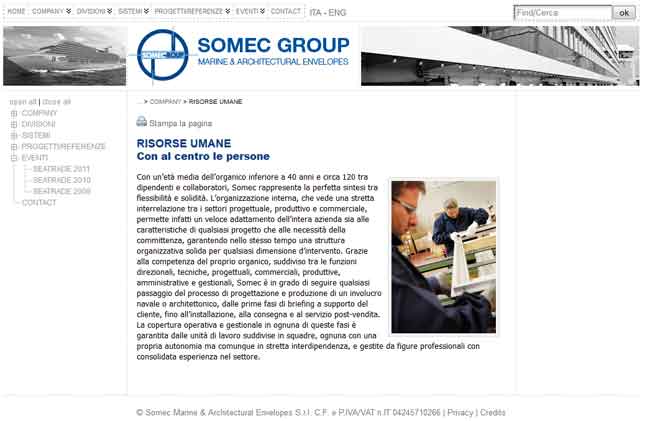 HOME COMPANY DIVISIONI SISTEMI PROGETTI/REFERENZE EVENTI CONTACT ITA - ENG Find/Cerca ok
SOMEC GROUP
SOMEC GROUP
MARINE & ARCHITECTURAL ENVELOPES
open all | close all
COMPANY
DIVISIONI
SISTEMI
PROGETTI/REFERENZE
EVENTI
SEATRADE 2011
SEATRADE 2010
SEATRADE 2009
CONTACT
... > COMPANY > RISORSE UMANE
Stampa la pagina
RISORSE UMANE
Con al centro le persone
Con un'età media dell'organico inferiore a 40 anni e circa 120 tra
dipendenti e collaboratori, Somec rappresenta la perfetta sintesi tra
flessibilità e solidità. L'organizzazione interna, che vede una stretta
interrelazione tra i settori progettuale, produttivo e commerciale,
permette infatti un veloce adattamento dell'intera azienda sia alle
caratteristiche di qualsiasi progetto che alle necessità della
committenza, garantendo nello stesso tempo una struttura
organizzativa solida per qualsiasi dimensione d'intervento. Grazie
alla competenza del proprio organico, suddiviso tra le funzioni
direzionali, tecniche, progettuali, commerciali, produttive,
amministrative e gestionali, Somec è in grado di seguire qualsiasi
passaggio del processo di progettazione e produzione di un involucro
navale o architettonico, dalle prime fasi di briefing a supporto del
cliente, fino all'installazione, alla consegna e al servizio post-vendita.
La copertura operativa e gestionale in ognuna di queste fasi è
garantita dalle unità di lavoro suddivise in squadre, ognuna con una
propria autonomia ma comunque in stretta interdipendenza, e gestite da figure professionali con
consolidata esperienza nel settore.
© Somec Marine & Architectural Envelopes S.r.l. C.F. e P.IVA/VAT n.IT 04245710266 | Privacy | Credits